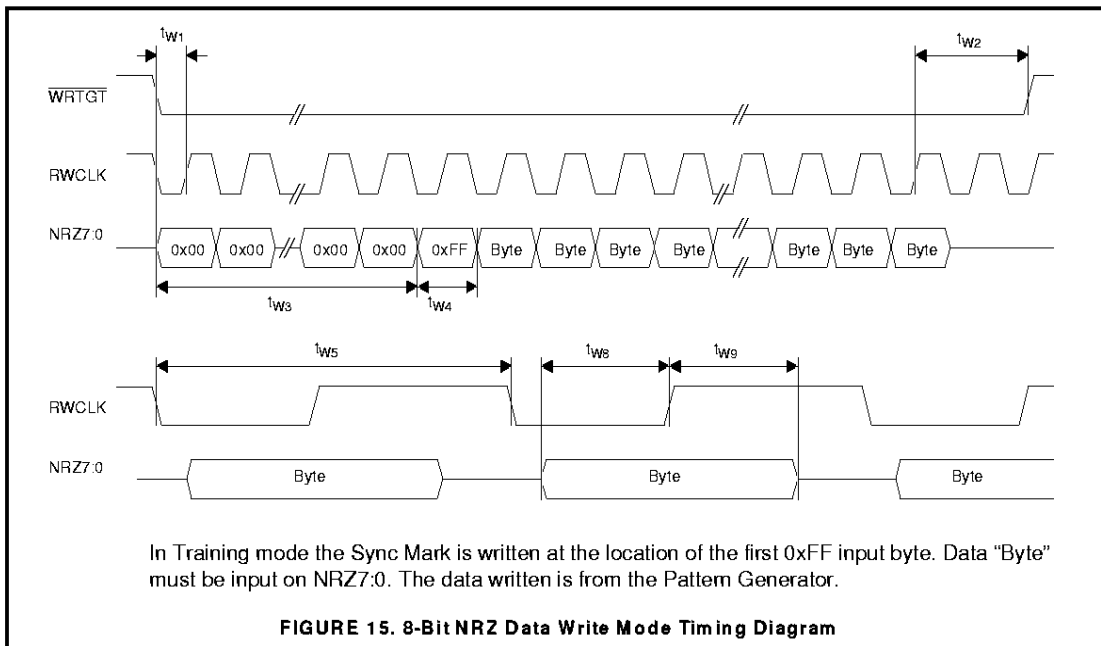 tW1
tW2
WRTGT
RWCLK
NRZ7:0
0x00 0x00 0x00 0x00 0xFF Byte Byte Byte Byte Byte Byte Byte
tW3
tW4
tW5
tW8
tW9
RWCLK
NRZ7:0
Byte Byte Byte
In Training mode the Sync Mark is written at the location of the first 0xFF input byte. Data “Byte”
must be input on NRZ7:0. The data written is from the Pattern Generator.
FIGURE 15. 8-Bit NRZ Data Write Mode Timing Diagram